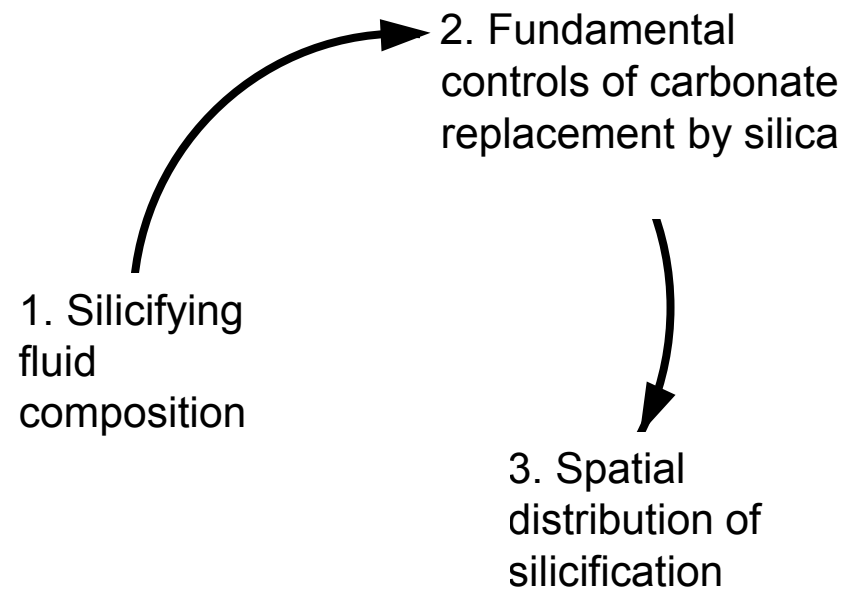 2. Fundamental
controls of carbonate
replacement by silica
1. Silicifying
fluid
composition
3. Spatial
distribution of
silicification